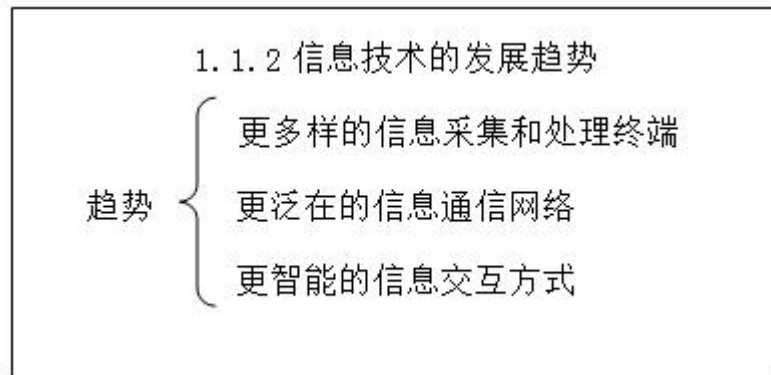 1.1.2信息技术的发展趋势
更多样的信息采集和处理终端
趋势
更泛在的信息通信网络
更智能的信息交互方式